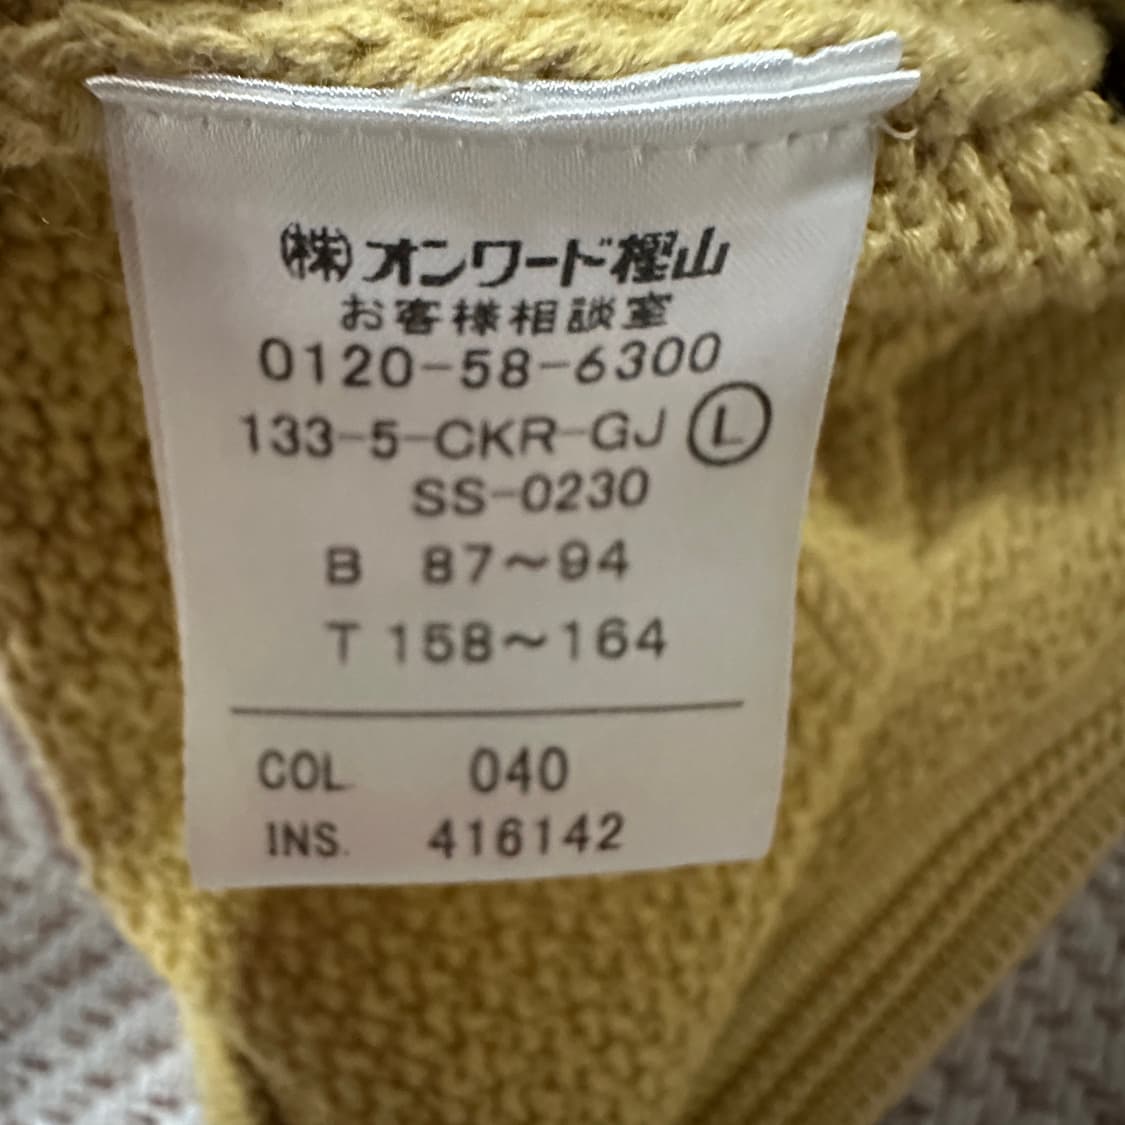 (株)オンワード樫山
お客様相談室
0120-58-6300
133-5-CKR-GJ Ⓛ
SS-0230
B 87〜94
T 158〜164
COL. 040
INS. 416142